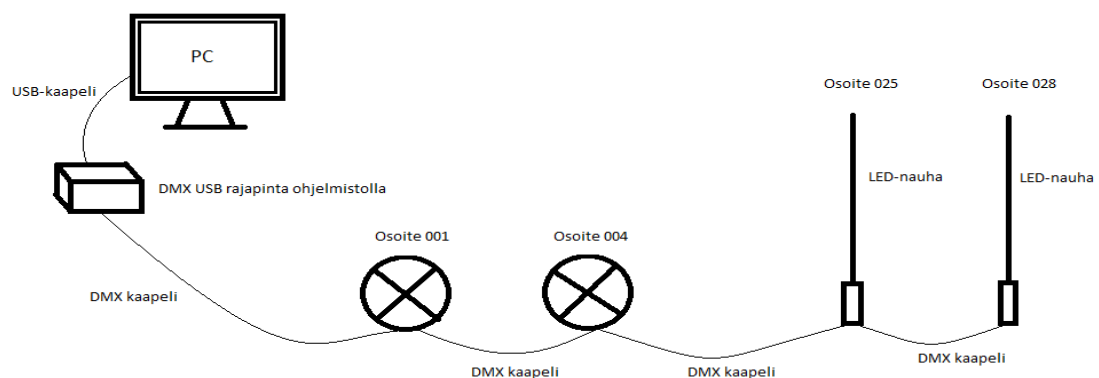 PC
USB-kaapeli
DMX USB rajapinta ohjelmistolla
DMX kaapeli
Osoite 001
Osoite 004
DMX kaapeli
DMX kaapeli
Osoite 025
Osoite 028
LED-nauha
LED-nauha
DMX kaapeli